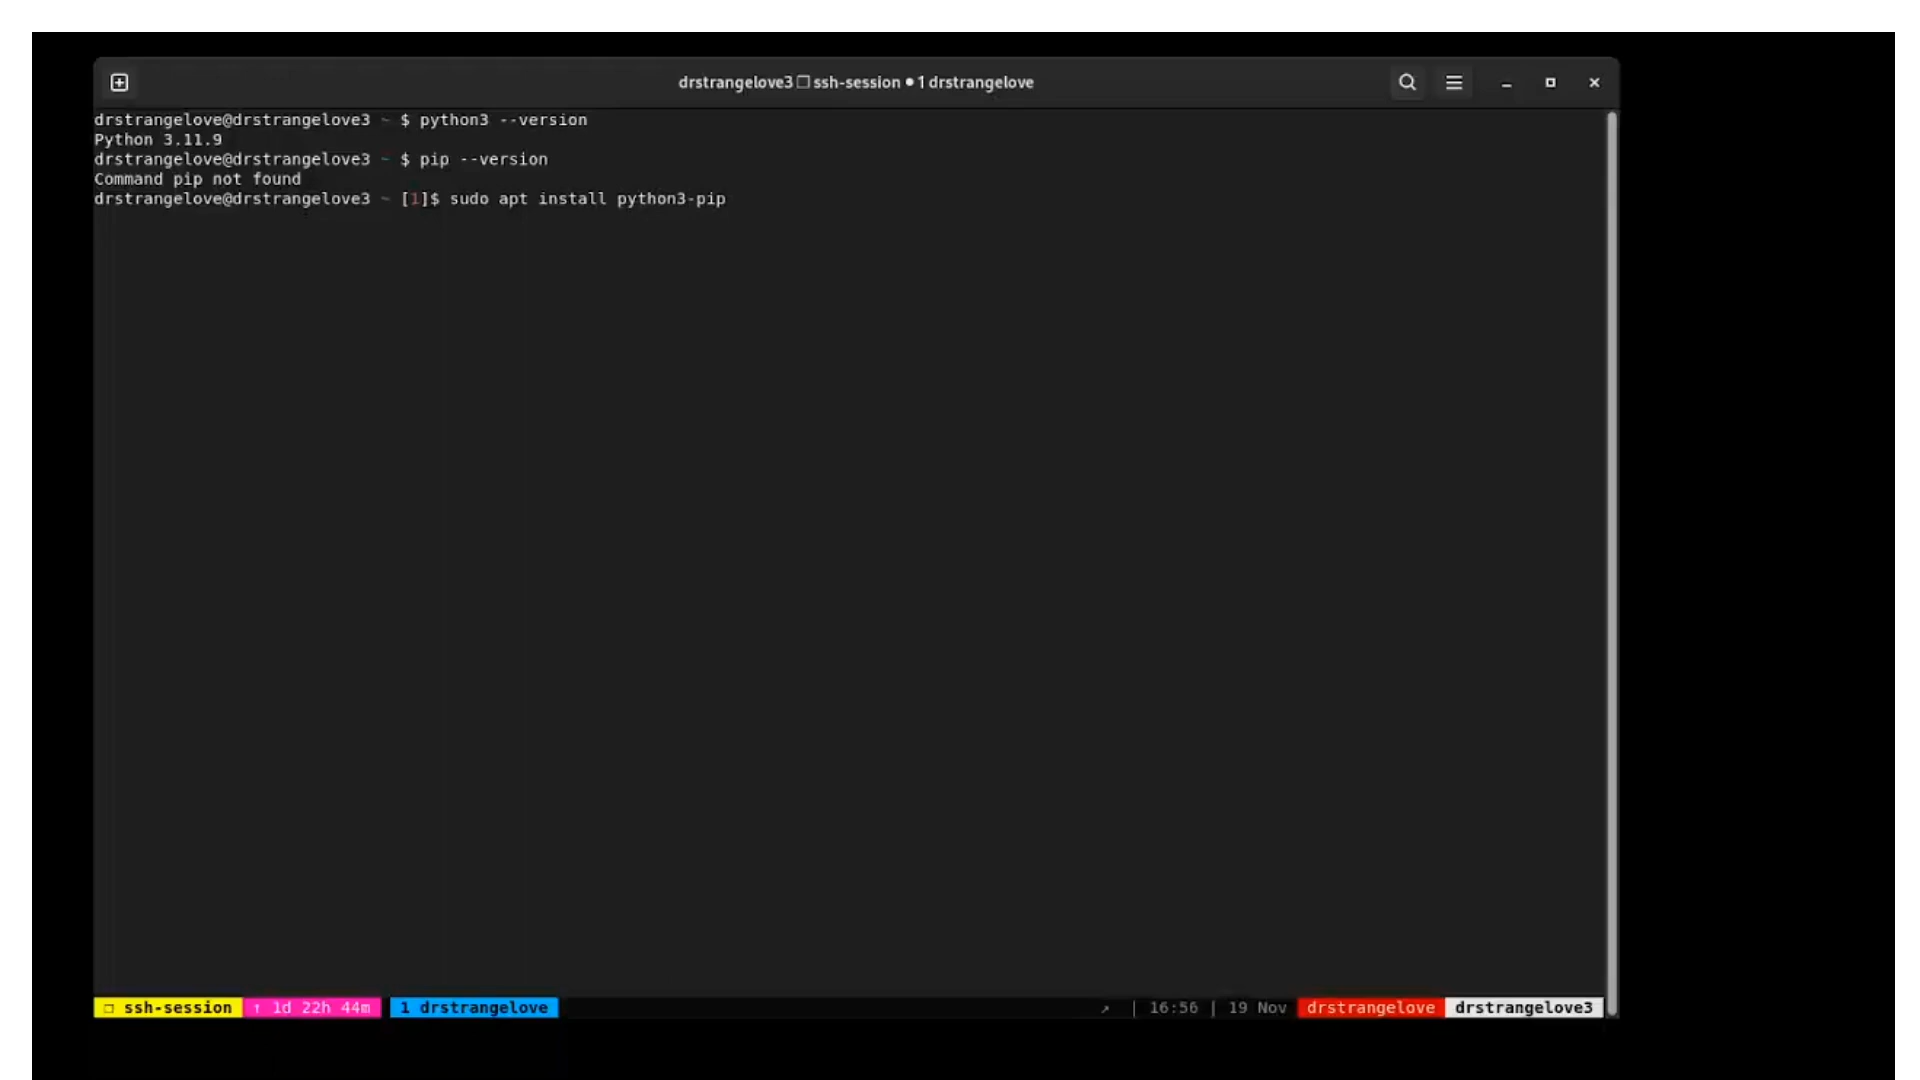 drstrangelove3 ❐ ssh-session ● 1 drstrangelove
drstrangelove@drstrangelove3 ~ $ python3 --version
Python 3.11.9
drstrangelove@drstrangelove3 ~ $ pip --version
Command pip not found
drstrangelove@drstrangelove3 ~ [1]$ sudo apt install python3-pip
❐ ssh-session ↑ 1d 22h 44m 1 drstrangelove ↗ | 16:56 | 19 Nov drstrangelove drstrangelove3